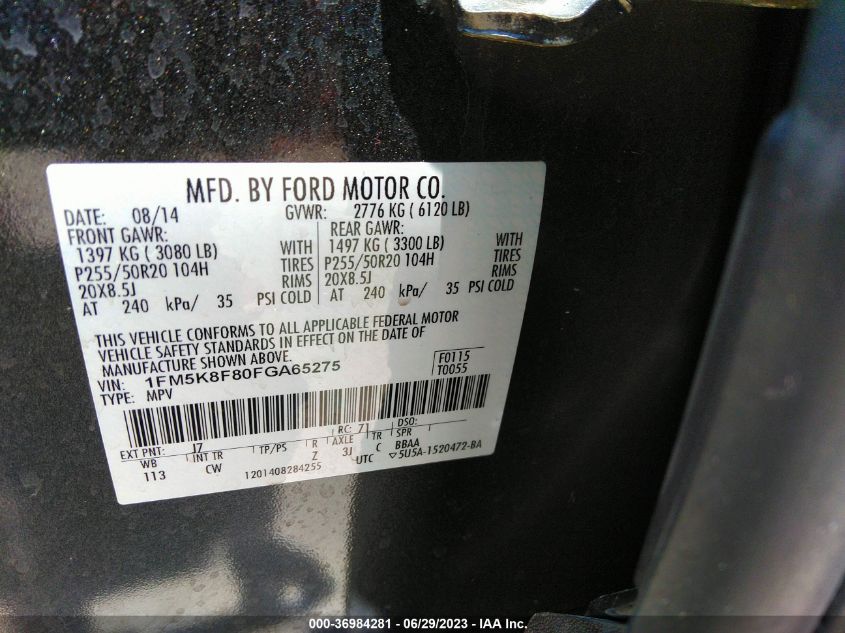 MFD. BY FORD MOTOR CO.
DATE: 08/14 GVWR: 2776 KG ( 6120 LB)
FRONT GAWR: REAR GAWR:
1397 KG ( 3080 LB) WITH 1497 KG ( 3300 LB) WITH
P255/50R20 104H TIRES P255/50R20 104H TIRES
20X8.5J RIMS 20X8.5J RIMS
AT 240 kPa/ 35 PSI COLD AT 240 kPa/ 35 PSI COLD
THIS VEHICLE CONFORMS TO ALL APPLICABLE FEDERAL MOTOR
VEHICLE SAFETY STANDARDS IN EFFECT ON THE DATE OF
MANUFACTURE SHOWN ABOVE.
VIN: 1FM5K8F80FGA65275 F0115
TYPE: MPV T0055
RC: 71 DSO:
EXT PNT: J7 R AXLE TR SPR
WB INT TR TP/PS Z 3J C BBAA
113 CW 1201408284255 UTC ▽5U5A-1520472-BA
000-36984281 - 06/29/2023 - IAA Inc.